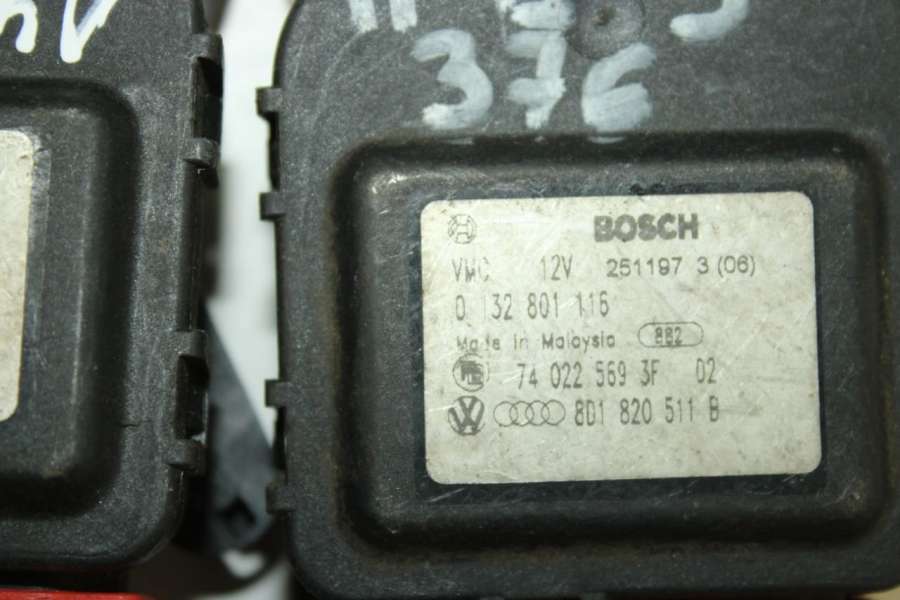 376
BOSCH
VMC 12V 251197 3 (06)
0 132 801 116
Made in Malaysia 882
74 022 569 3F 02
8D1 820 511 B